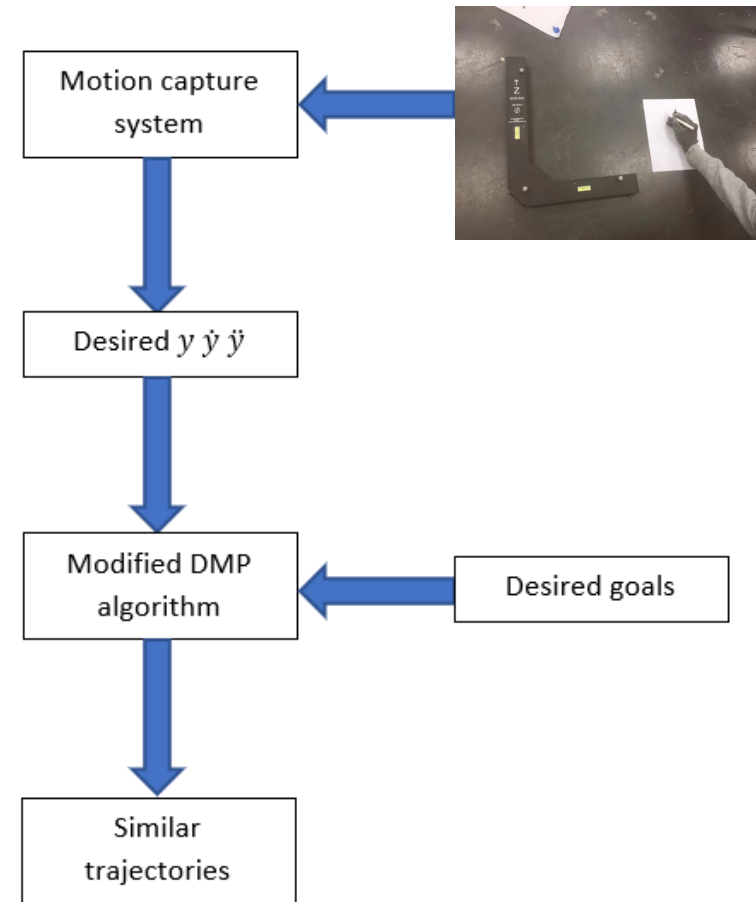 Motion capture
system
Z
Desired y ẏ ÿ
Modified DMP
algorithm
Desired goals
Similar
trajectories